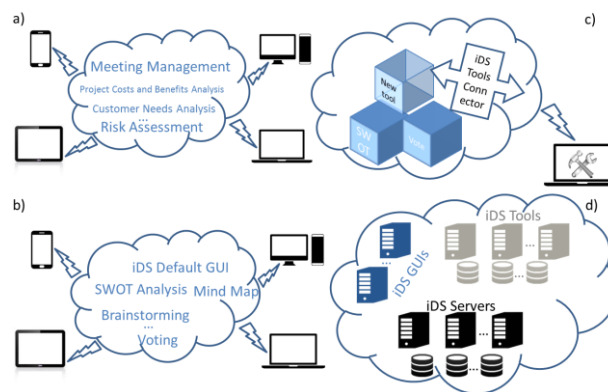 a)
Meeting Management
Project Costs and Benefits Analysis
Customer Needs Analysis
...
Risk Assessment
c)
New
tool
SW
OT
Vote
iDS
Tools
Conn
ector
b)
iDS Default GUI
SWOT Analysis Mind Map
Brainstorming
...
Voting
d)
iDS Tools
...
...
iDS GUIs
...
iDS Servers
...
...